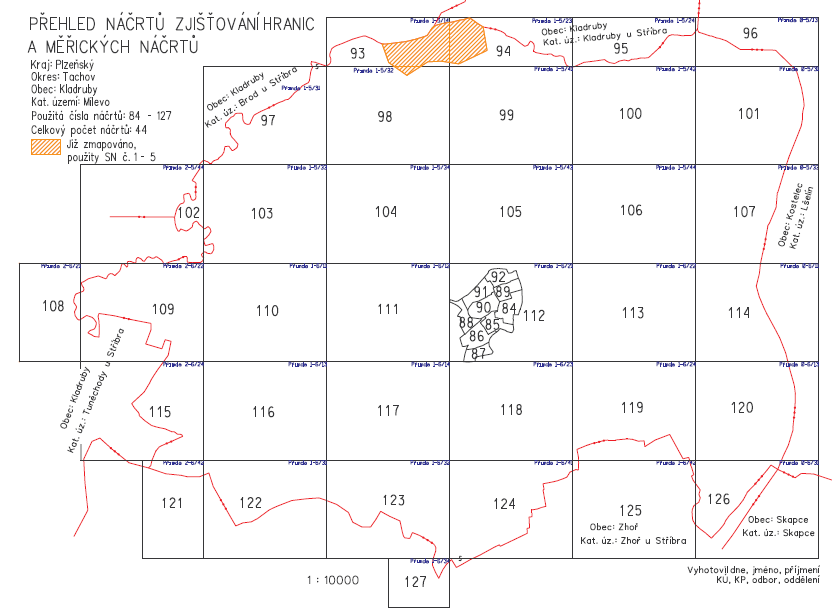 PŘEHLED NÁČRTŮ ZJIŠŤOVÁNÍ HRANIC
A MĚŘICKÝCH NÁČRTŮ
Kraj: Plzeňský
Okres: Tachov
Obec: Kladruby
Kat. území: Milevo
Použitá čísla náčrtů: 84 - 127
Celkový počet náčrtů: 44
Již zmapováno,
použity SN č. 1 - 5
Obec: Kladruby
Kat. úz.: Kladruby u Stříbra
93
94
95
96
Obec: Kladruby
Kat. úz.: Brod u Stříbra
97
98
99
100
101
102
103
104
105
106
107
Obec: Kostelec
Kat. úz.: Lšelín
108
109
110
111
92
91
89
90
84
88
85
86
87
112
113
114
Obec: Kladruby
Kat. úz.: Tuněchody u Stříbra
115
116
117
118
119
120
121
122
123
124
125
126
Obec: Zhoř
Kat. úz.: Zhoř u Stříbra
Obec: Skapce
Kat. úz.: Skapce
127
1 : 10000
Vyhotovil dne, jméno, příjmení
KÚ, KP, odbor, oddělení